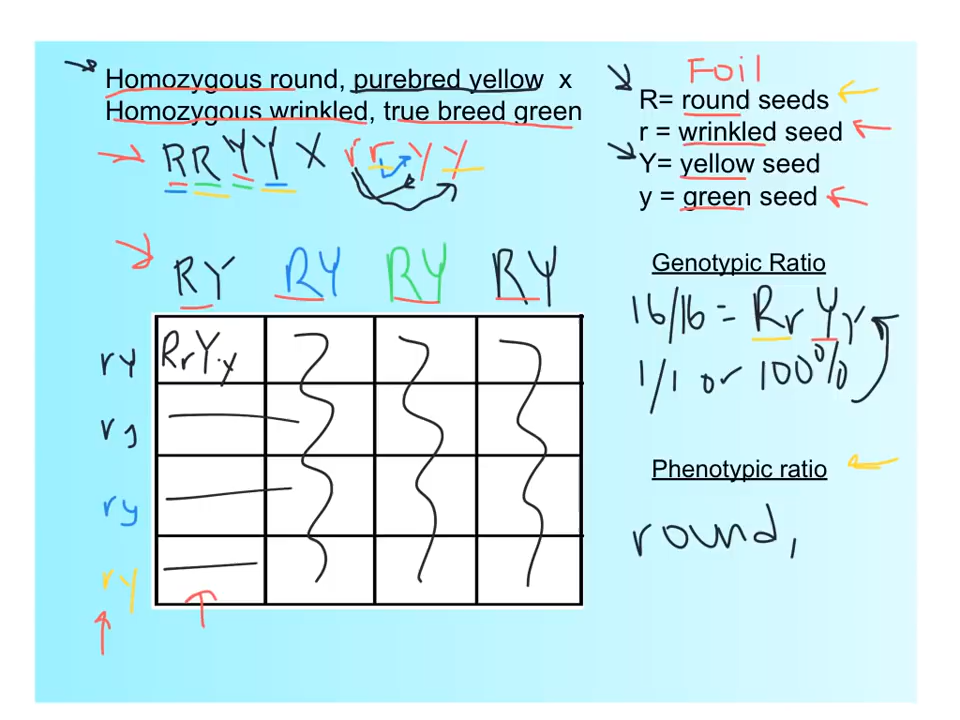 Homozygous round, purebred yellow x
Homozygous wrinkled, true breed green
RRYY X rryy
Foil
R= round seeds
r = wrinkled seed
Y= yellow seed
y = green seed
RY RY RY RY
ry RrYy
ry
ry
ry
Genotypic Ratio
16/16 = RrYy
1/1 or 100%
Phenotypic ratio
round,